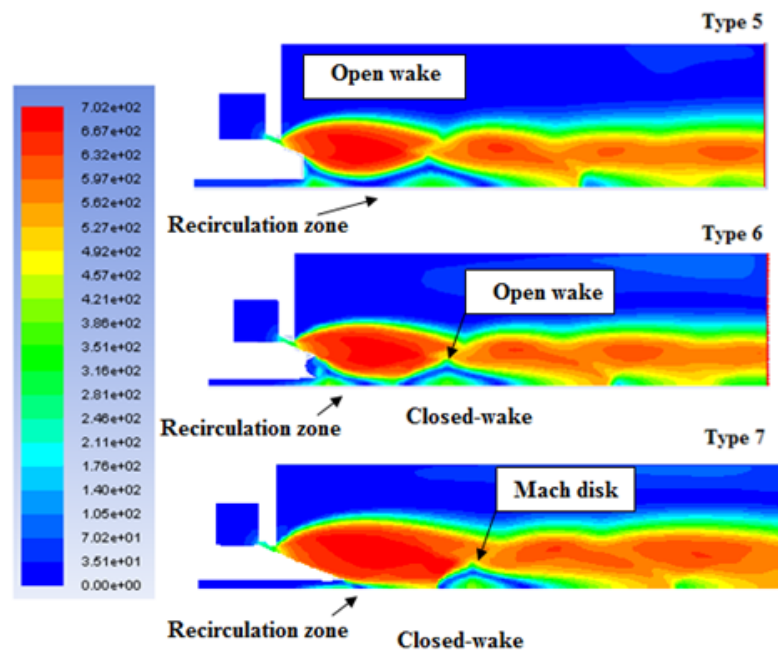 Type 5
Open wake
7.02e+02
6.67e+02
6.32e+02
5.97e+02
5.62e+02
5.27e+02
4.92e+02
4.57e+02
4.21e+02
3.86e+02
3.51e+02
3.16e+02
2.81e+02
2.46e+02
2.11e+02
1.76e+02
1.40e+02
1.05e+02
7.02e+01
3.51e+01
0.00e+00
Recirculation zone
Type 6
Open wake
Recirculation zone
Closed-wake
Type 7
Mach disk
Recirculation zone
Closed-wake